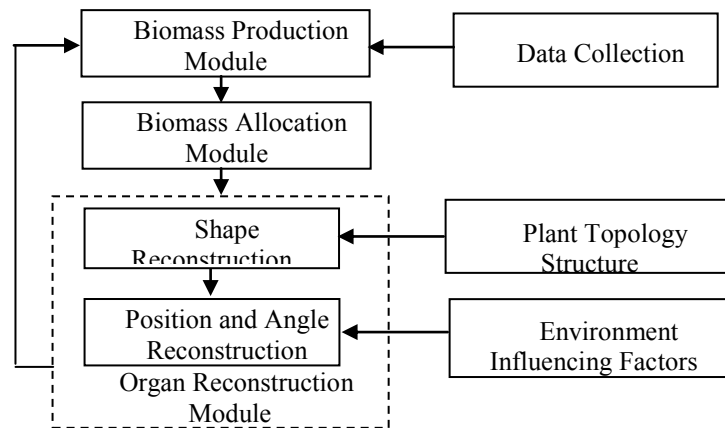 Biomass Production
Module
Data Collection
Biomass Allocation
Module
Shape
Reconstruction
Plant Topology
Structure
Position and Angle
Reconstruction
Environment
Influencing Factors
Organ Reconstruction
Module